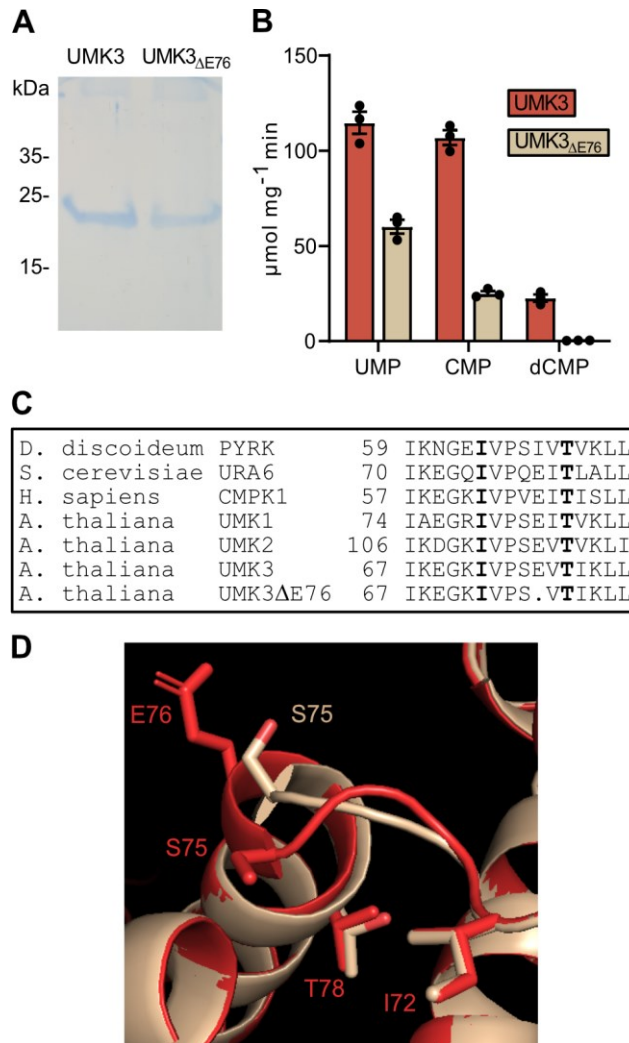 A
UMK3 UMK3ΔE76
kDa
35-
25-
15-
B
150
100
50
0
µmol mg⁻¹ min
UMK3
UMK3ΔE76
UMP CMP dCMP
C
D. discoideum PYRK 59 IKNGEIVPSIVTVKLL
S. cerevisiae URA6 70 IKEGQIVPQEITLALL
H. sapiens CMPK1 57 IKEGKIVPVEITISLL
A. thaliana UMK1 74 IAEGRIVPSEVTVKLL
A. thaliana UMK2 106 IKDGKIVPSEVTVKLI
A. thaliana UMK3 67 IKEGKIVPSEVTIKLL
A. thaliana UMK3ΔE76 67 IKEGKIVPS.VTIKLL
D
E76
S75
S75
T78
I72